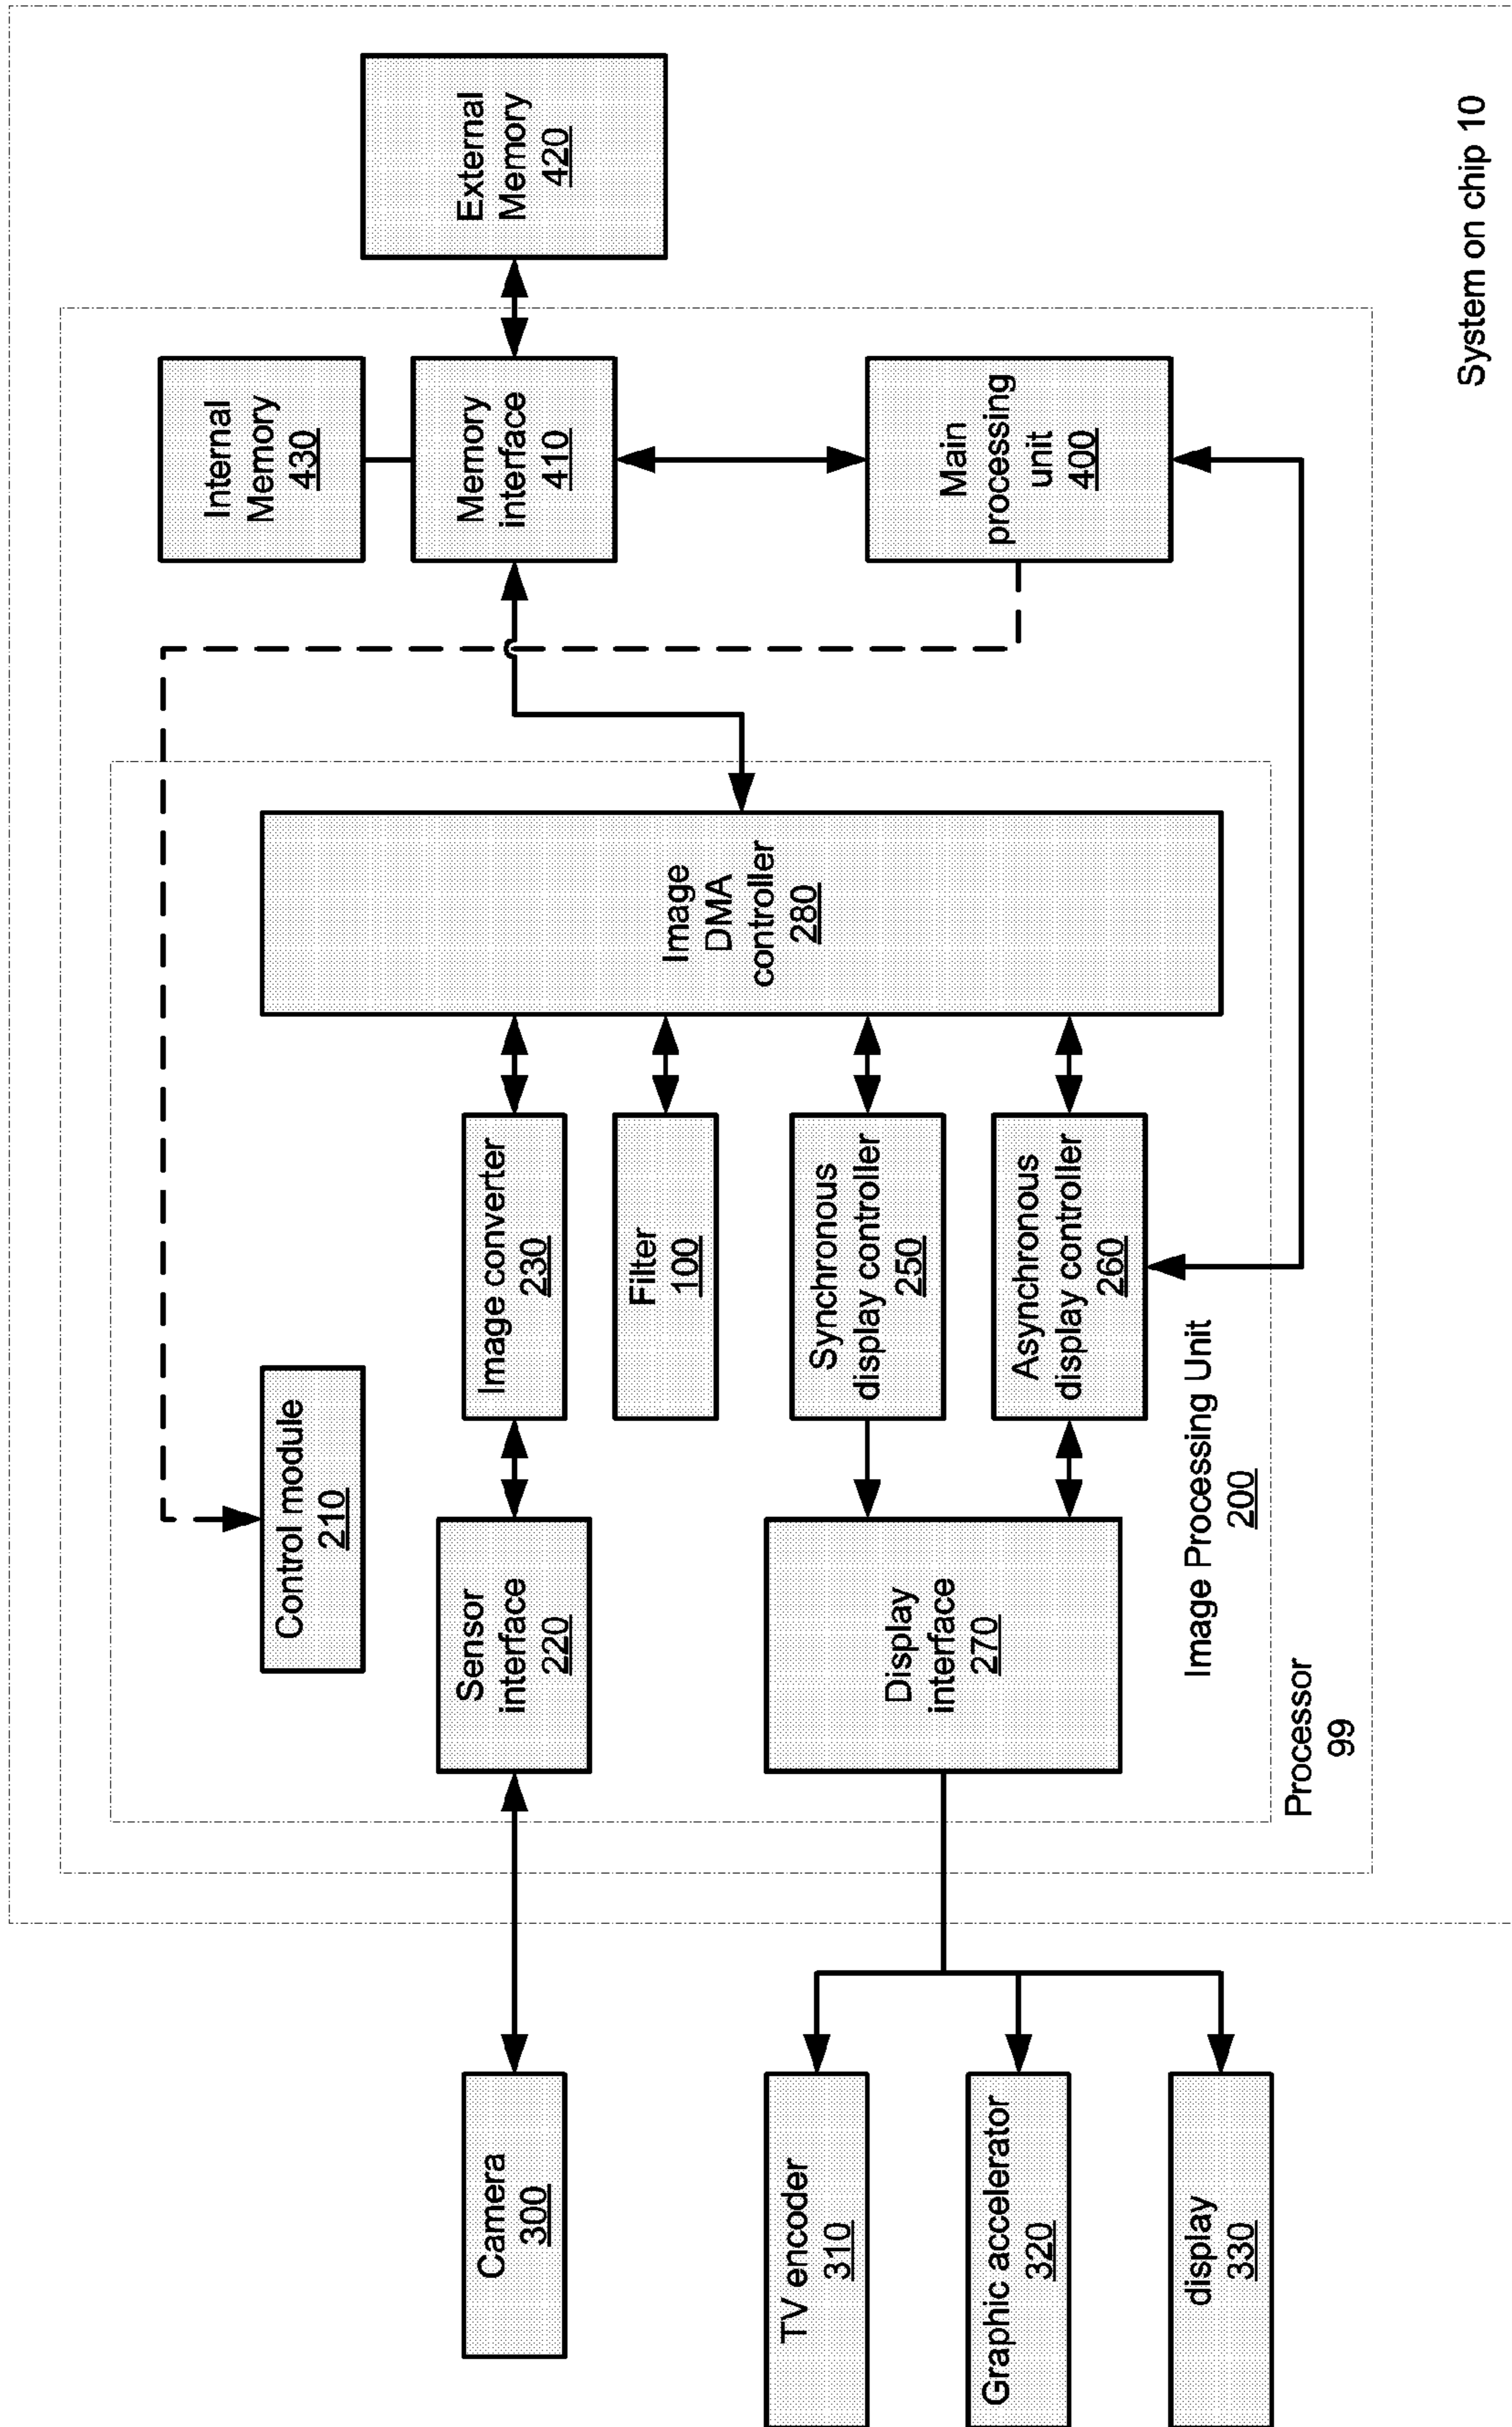 Camera
300
TV encoder
310
Graphic accelerator
320
display
330
Control module
210
Sensor
interface
220
Display
interface
270
Image converter
230
Filter
100
Synchronous
display controller
250
Asynchronous
display controller
260
Image Processing Unit
200
Processor
99
Image
DMA
controller
280
Internal
Memory
430
Memory
interface
410
Main
processing
unit
400
External
Memory
420
System on chip 10